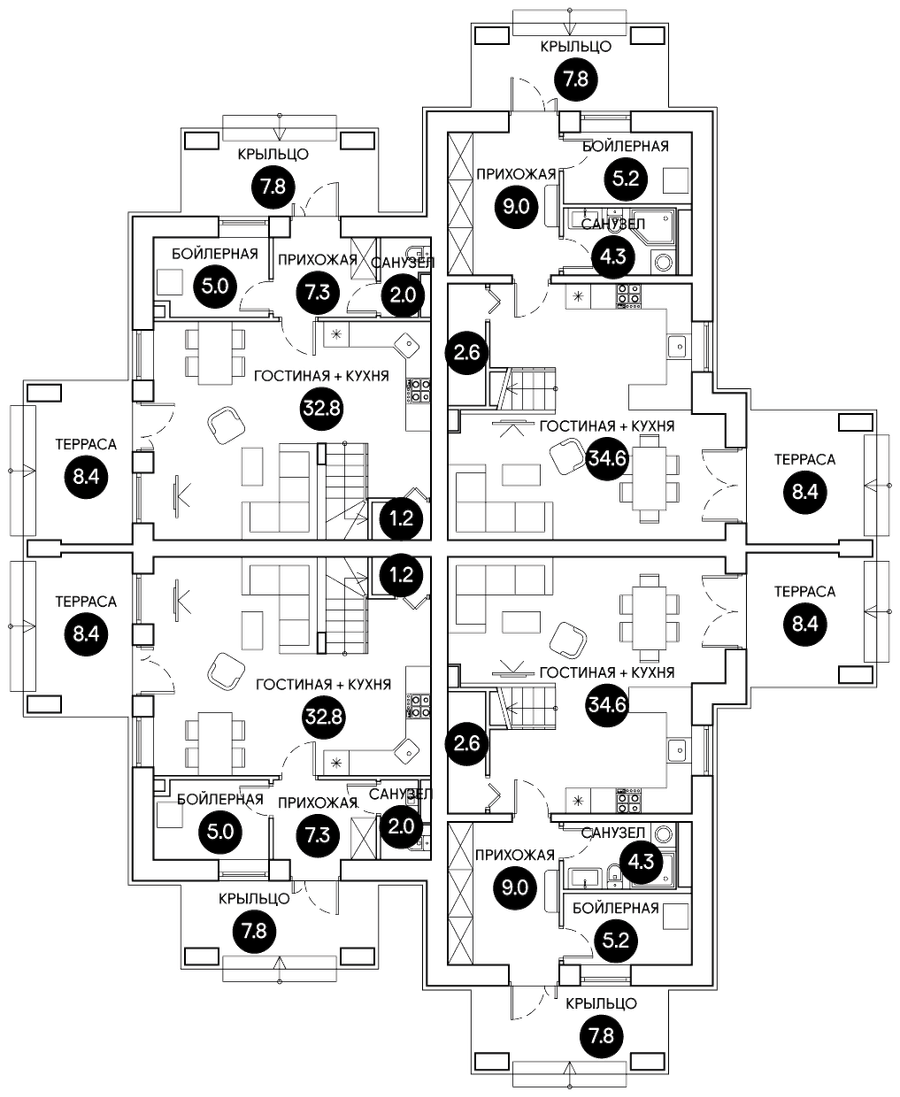 КРЫЛЬЦО
7.8
КРЫЛЬЦО
7.8
БОЙЛЕРНАЯ
5.2
ПРИХОЖАЯ
9.0
САНУЗЕЛ
4.3
БОЙЛЕРНАЯ
5.0
ПРИХОЖАЯ
7.3
САНУЗЕЛ
2.0
2.6
ГОСТИНАЯ + КУХНЯ
32.8
ГОСТИНАЯ + КУХНЯ
34.6
ТЕРРАСА
8.4
ТЕРРАСА
8.4
1.2
1.2
ТЕРРАСА
8.4
ТЕРРАСА
8.4
ГОСТИНАЯ + КУХНЯ
32.8
ГОСТИНАЯ + КУХНЯ
34.6
2.6
БОЙЛЕРНАЯ
5.0
ПРИХОЖАЯ
7.3
САНУЗЕЛ
2.0
САНУЗЕЛ
4.3
ПРИХОЖАЯ
9.0
КРЫЛЬЦО
7.8
БОЙЛЕРНАЯ
5.2
КРЫЛЬЦО
7.8